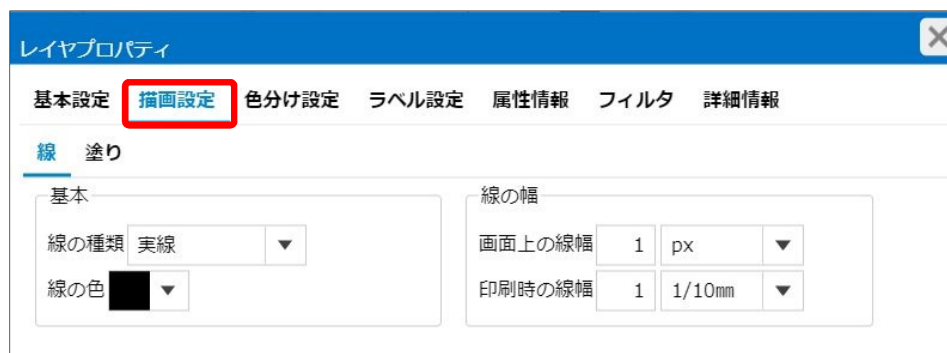 レイヤプロパティ
基本設定 描画設定 色分け設定 ラベル設定 属性情報 フィルタ 詳細情報
線 塗り
基本
線の種類 実線
線の色
線の幅
画面上の線幅 1 px
印刷時の線幅 1 1/10㎜